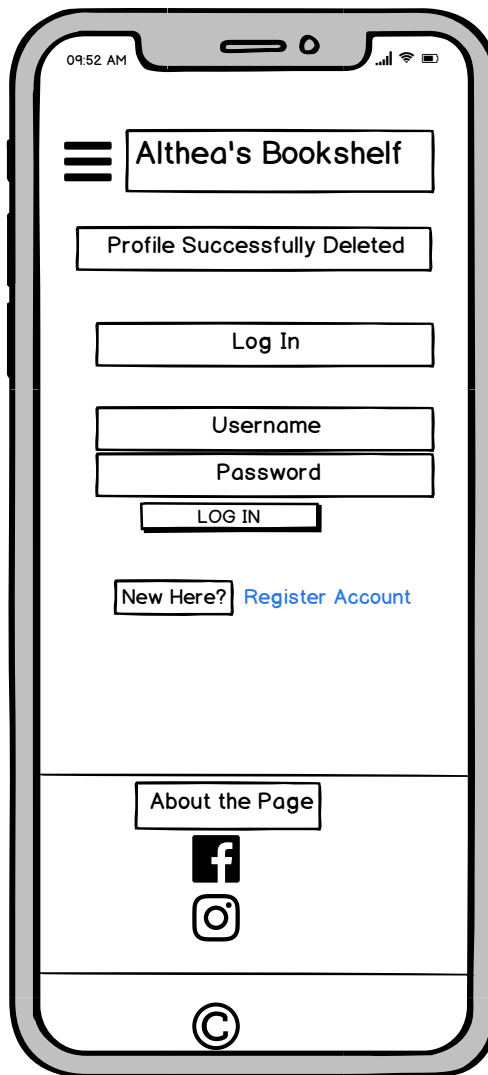 09:52 AM
Althea's Bookshelf
Profile Successfully Deleted
Log In
Username
Password
LOG IN
New Here? Register Account
About the Page
©